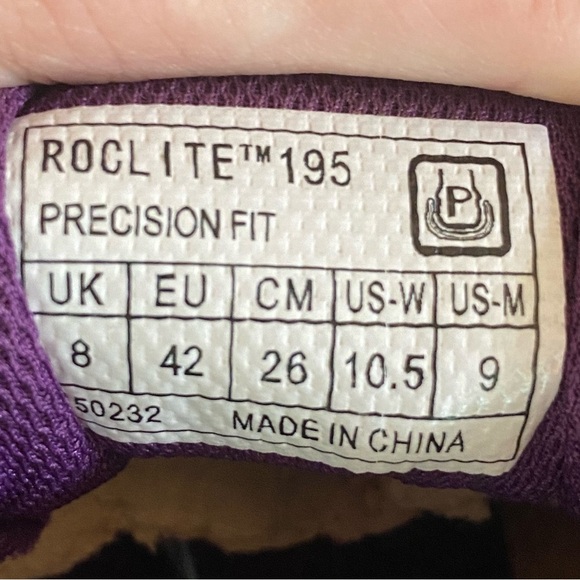 ROCLITE™195
PRECISION FIT
P
UK EU CM US-W US-M
8 42 26 10.5 9
50232 MADE IN CHINA